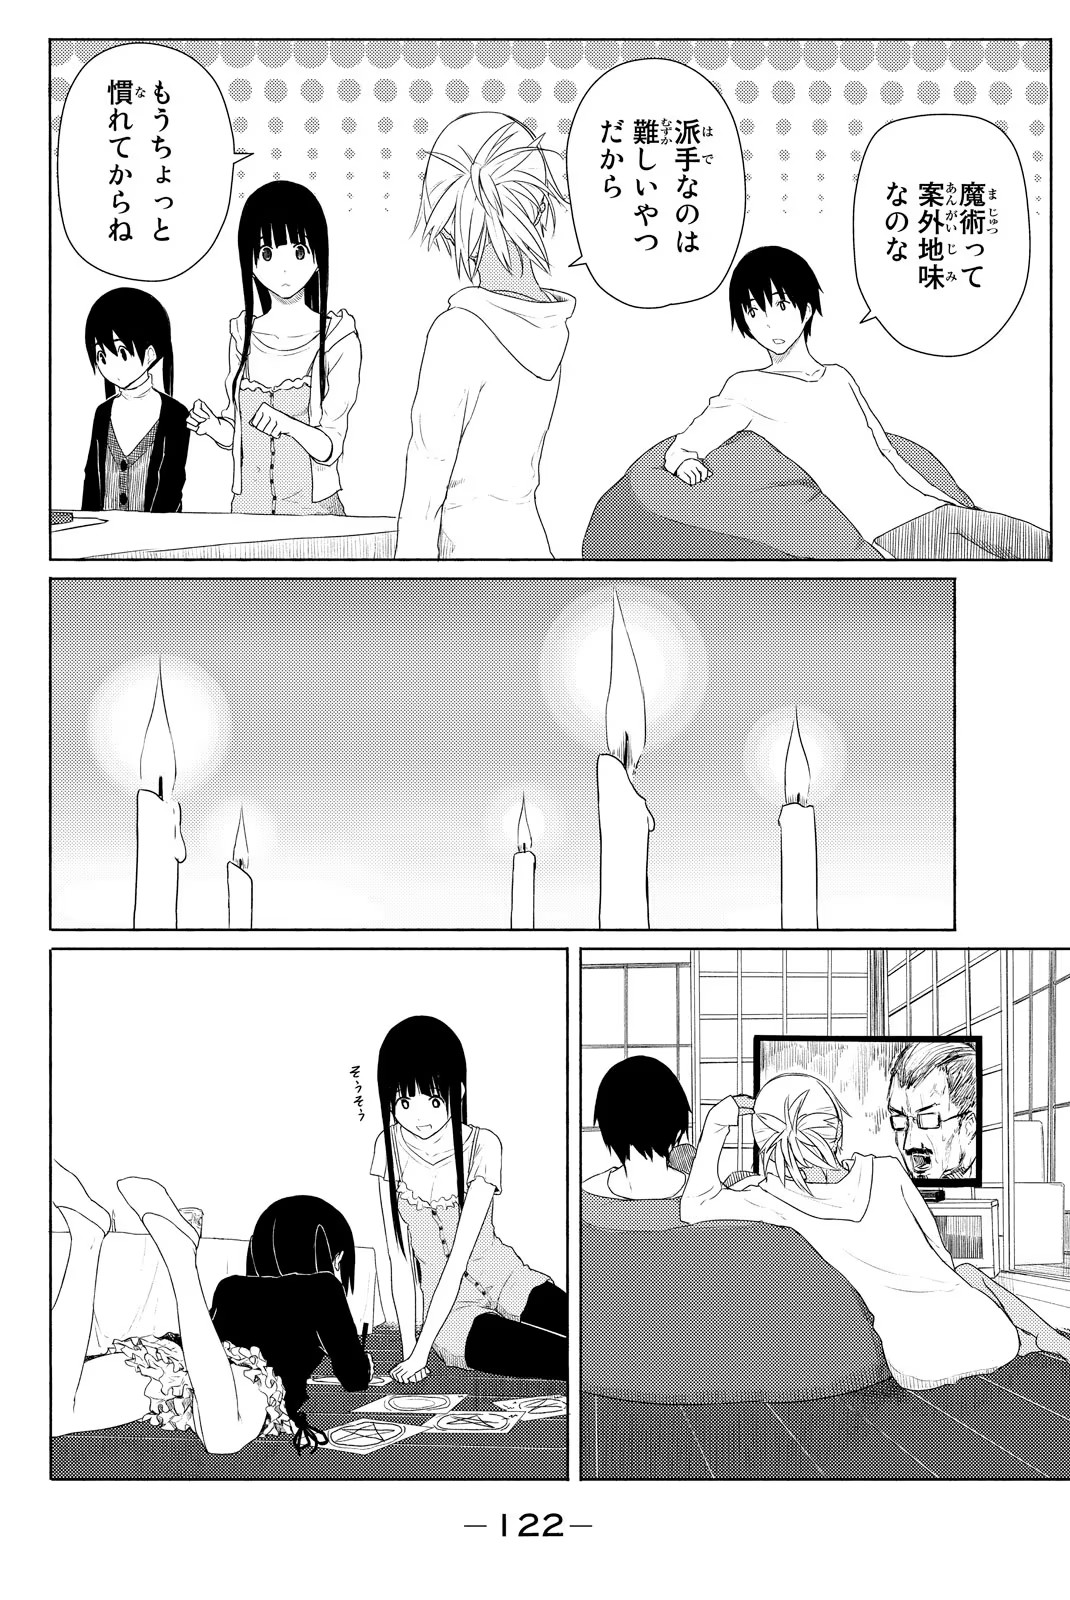 魔術って
案外地味
なのな
派手なのは
難しいやつ
だから
もうちょっと
慣れてからね
そうそう
－122－